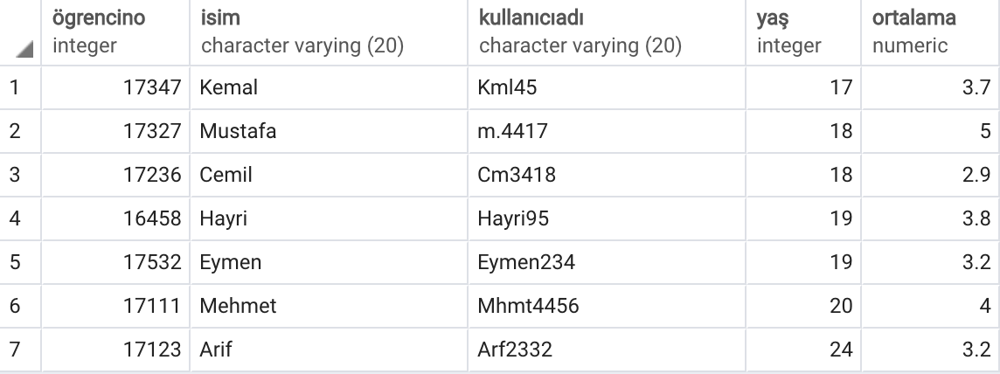 ögrencino isim kullanıcıadı yaş ortalama
integer character varying (20) character varying (20) integer numeric
1 17347 Kemal Kml45 17 3.7
2 17327 Mustafa m.4417 18 5
3 17236 Cemil Cm3418 18 2.9
4 16458 Hayri Hayri95 19 3.8
5 17532 Eymen Eymen234 19 3.2
6 17111 Mehmet Mhmt4456 20 4
7 17123 Arif Arf2332 24 3.2